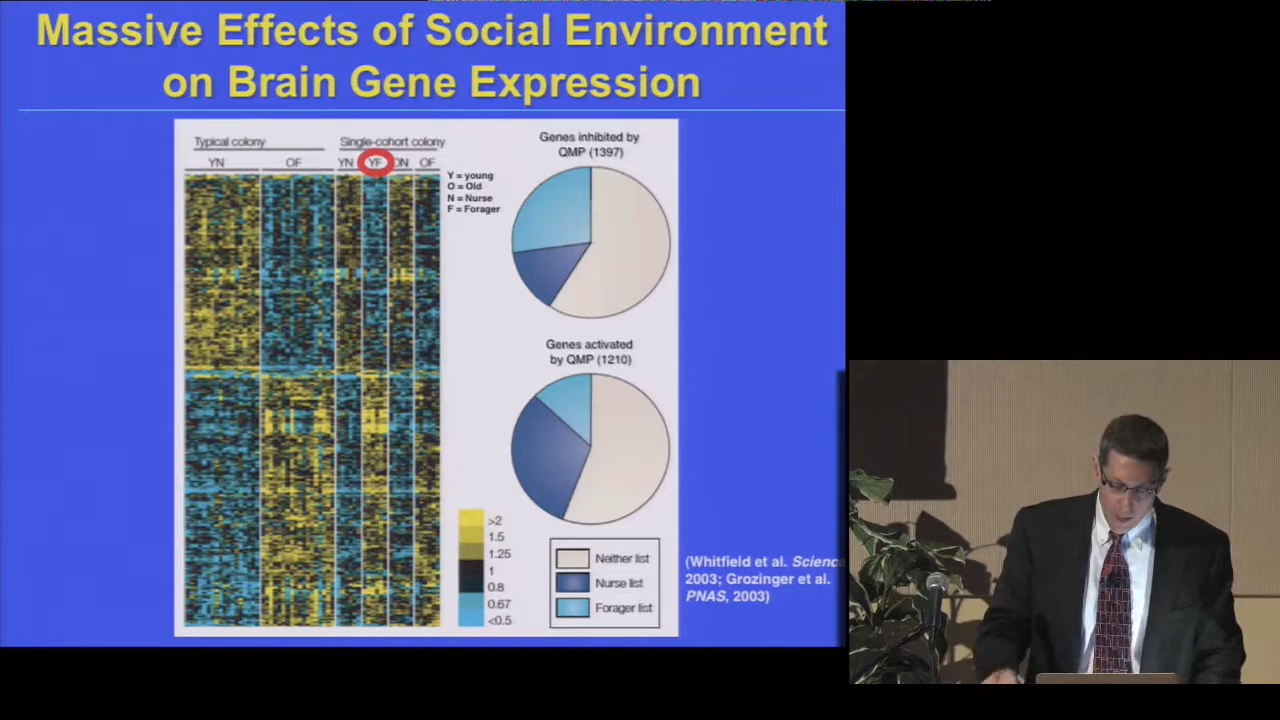 Massive Effects of Social Environment
on Brain Gene Expression
Typical colony
Single-cohort colony
YN
OF
YN
YF
ON
OF
Y = young
O = Old
N = Nurse
F = Forager
Genes inhibited by
QMP (1397)
Genes activated
by QMP (1210)
>2
1.5
1.25
1
0.8
0.67
<0.5
Neither list
Nurse list
Forager list
(Whitfield et al. Science
2003; Grozinger et al.
PNAS, 2003)